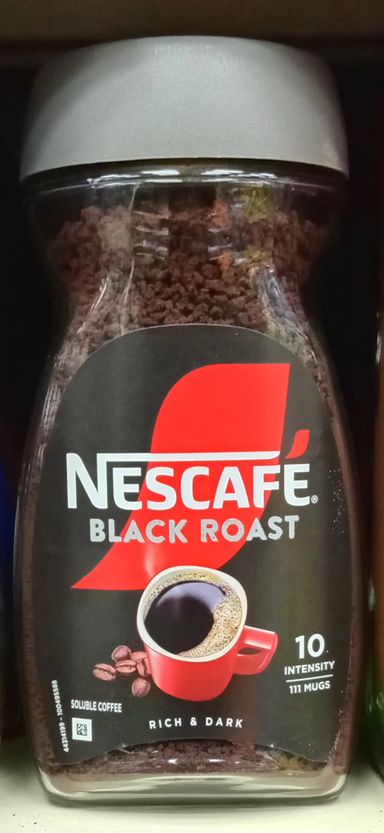 NESCAFÉ®
BLACK ROAST
10
INTENSITY
111 MUGS
SOLUBLE COFFEE
RICH & DARK